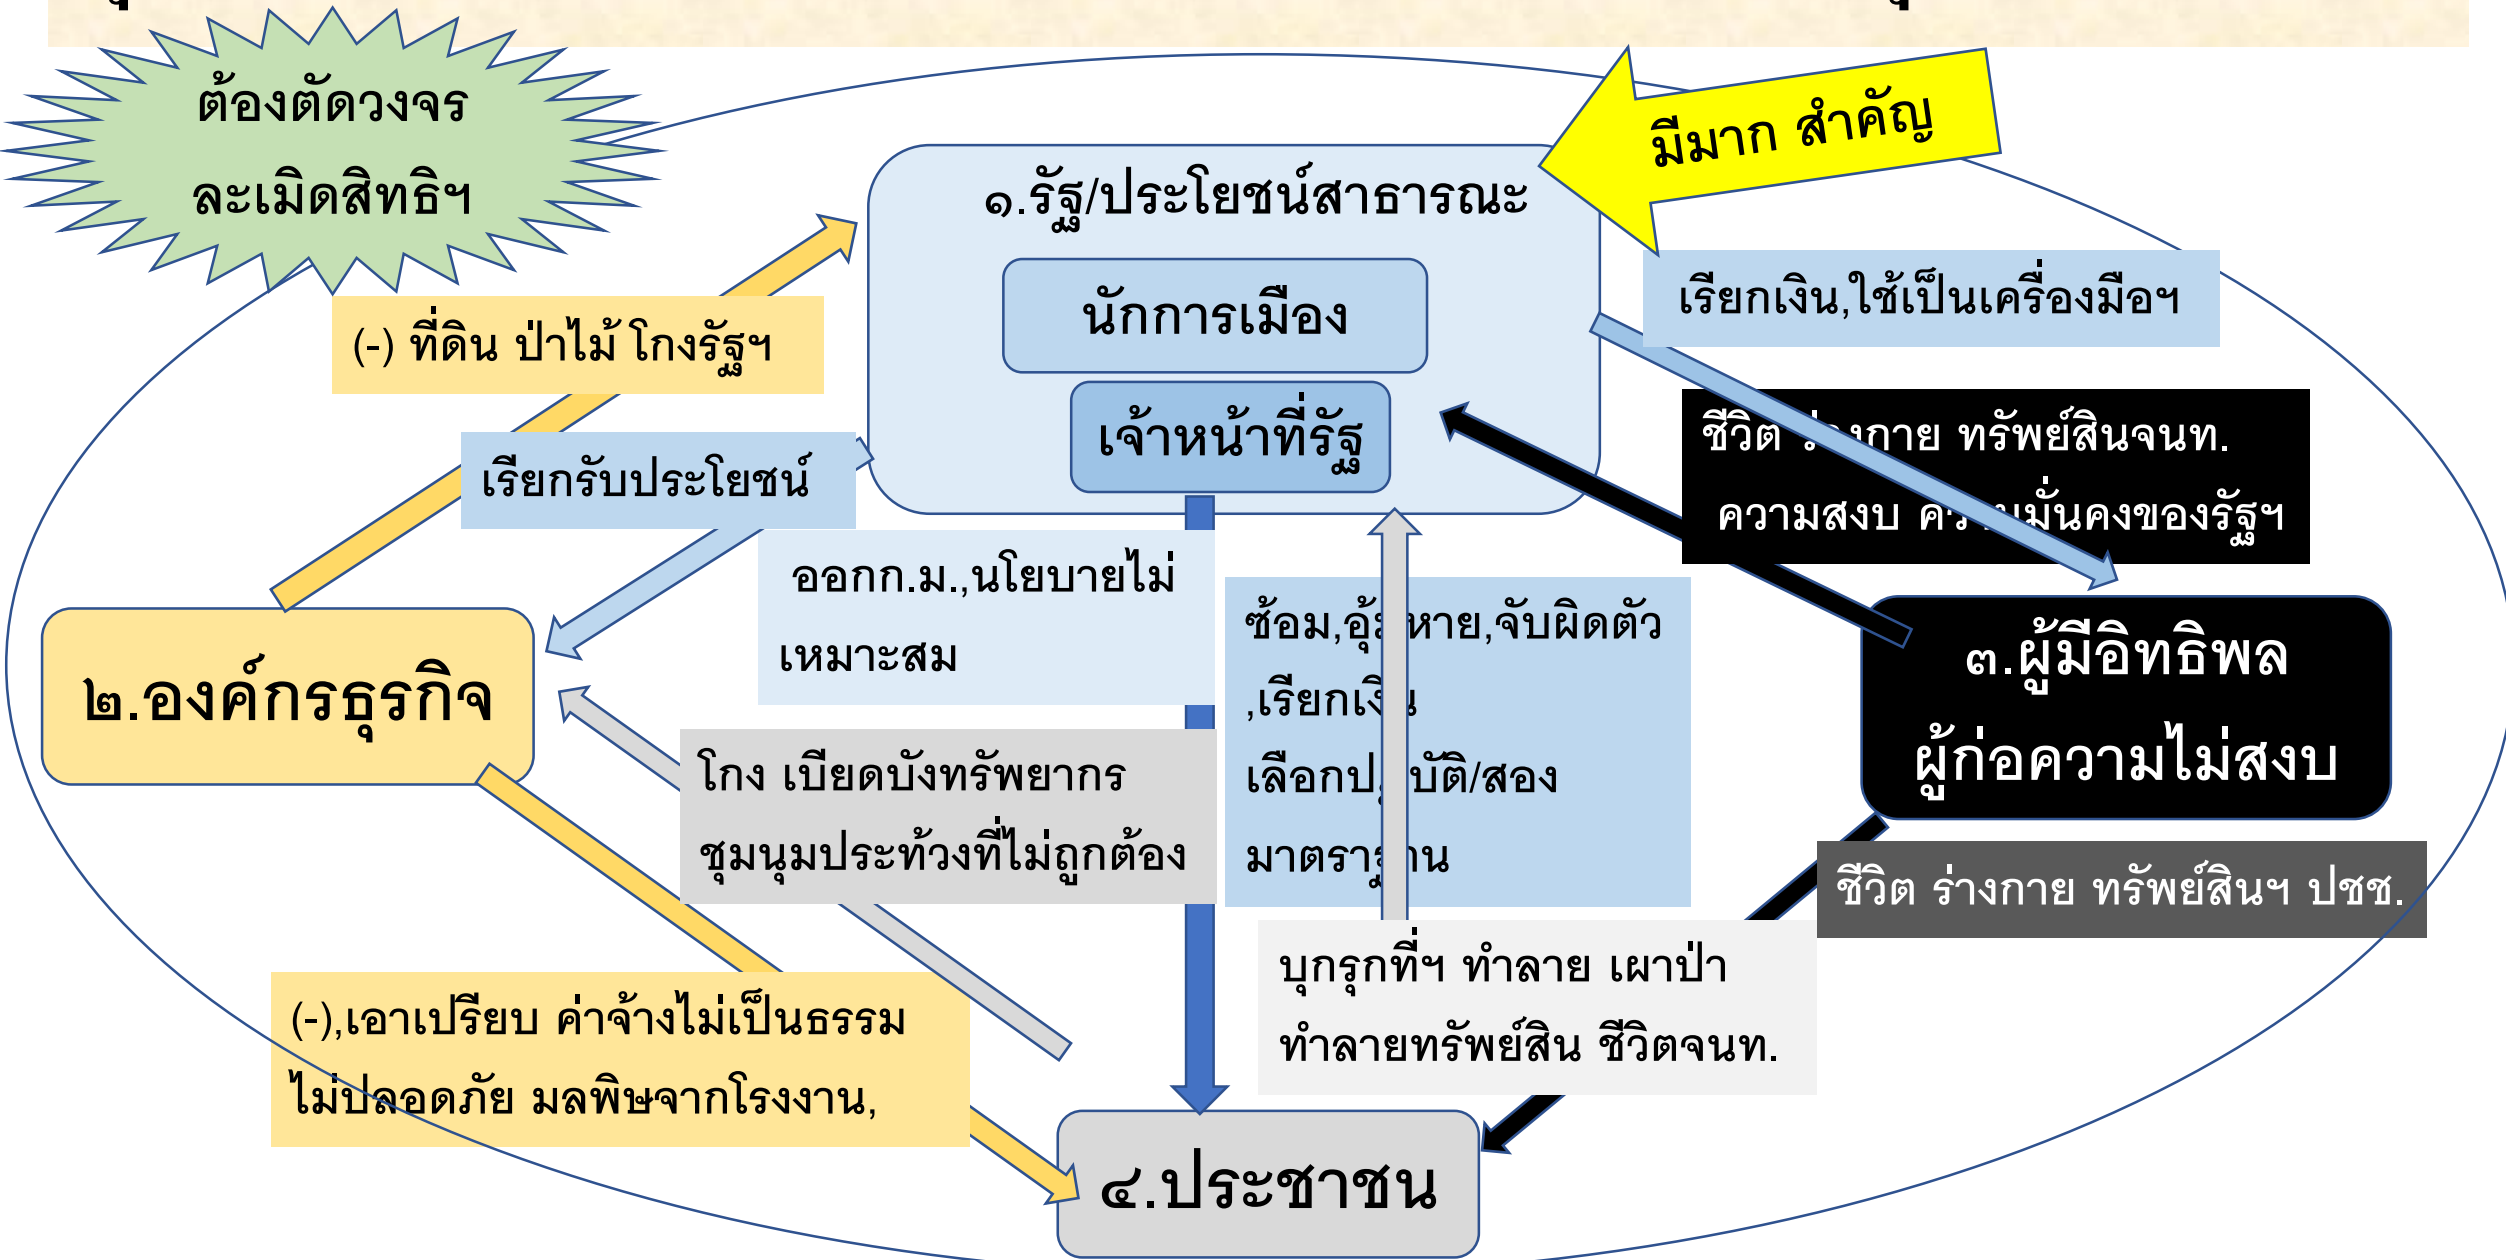 ต้องตัดวงจร
ละเมิดสิทธิฯ
มีมาก สำคัญ
๑.รัฐ/ประโยชน์สาธารณะ
นักการเมือง
เจ้าหน้าที่รัฐ
เรียกเงิน,ใช้เป็นเครื่องมือฯ
(-) ที่ดิน ป่าไม้ โกงรัฐฯ
เรียกรับประโยชน์
ชีวิต ร่างกาย ทรัพย์สินจนท.
ความสงบ ความมั่นคงของรัฐฯ
ออกก.ม.,นโยบายไม่
เหมาะสม
ซ้อม,อุ้มหาย,จับผิดตัว
,เรียกเงิน
เลือกปฏิบัติ/สอง
มาตราฐาน
๒.องค์กรธุรกิจ
๓.ผู้มีอิทธิพล
ผู้ก่อความไม่สงบ
โกง เบียดบังทรัพยากร
ชุมนุมประท้วงที่ไม่ถูกต้อง
ชีวิต ร่างกาย ทรัพย์สินฯ ปชช.
บุกรุกที่ฯ ทำลาย เผาป่า
ทำลายทรัพย์สิน ชีวิตจนท.
(-),เอาเปรียบ ค่าจ้างไม่เป็นธรรม
ไม่ปลอดภัย มลพิษจากโรงงาน,
๔.ประชาชน